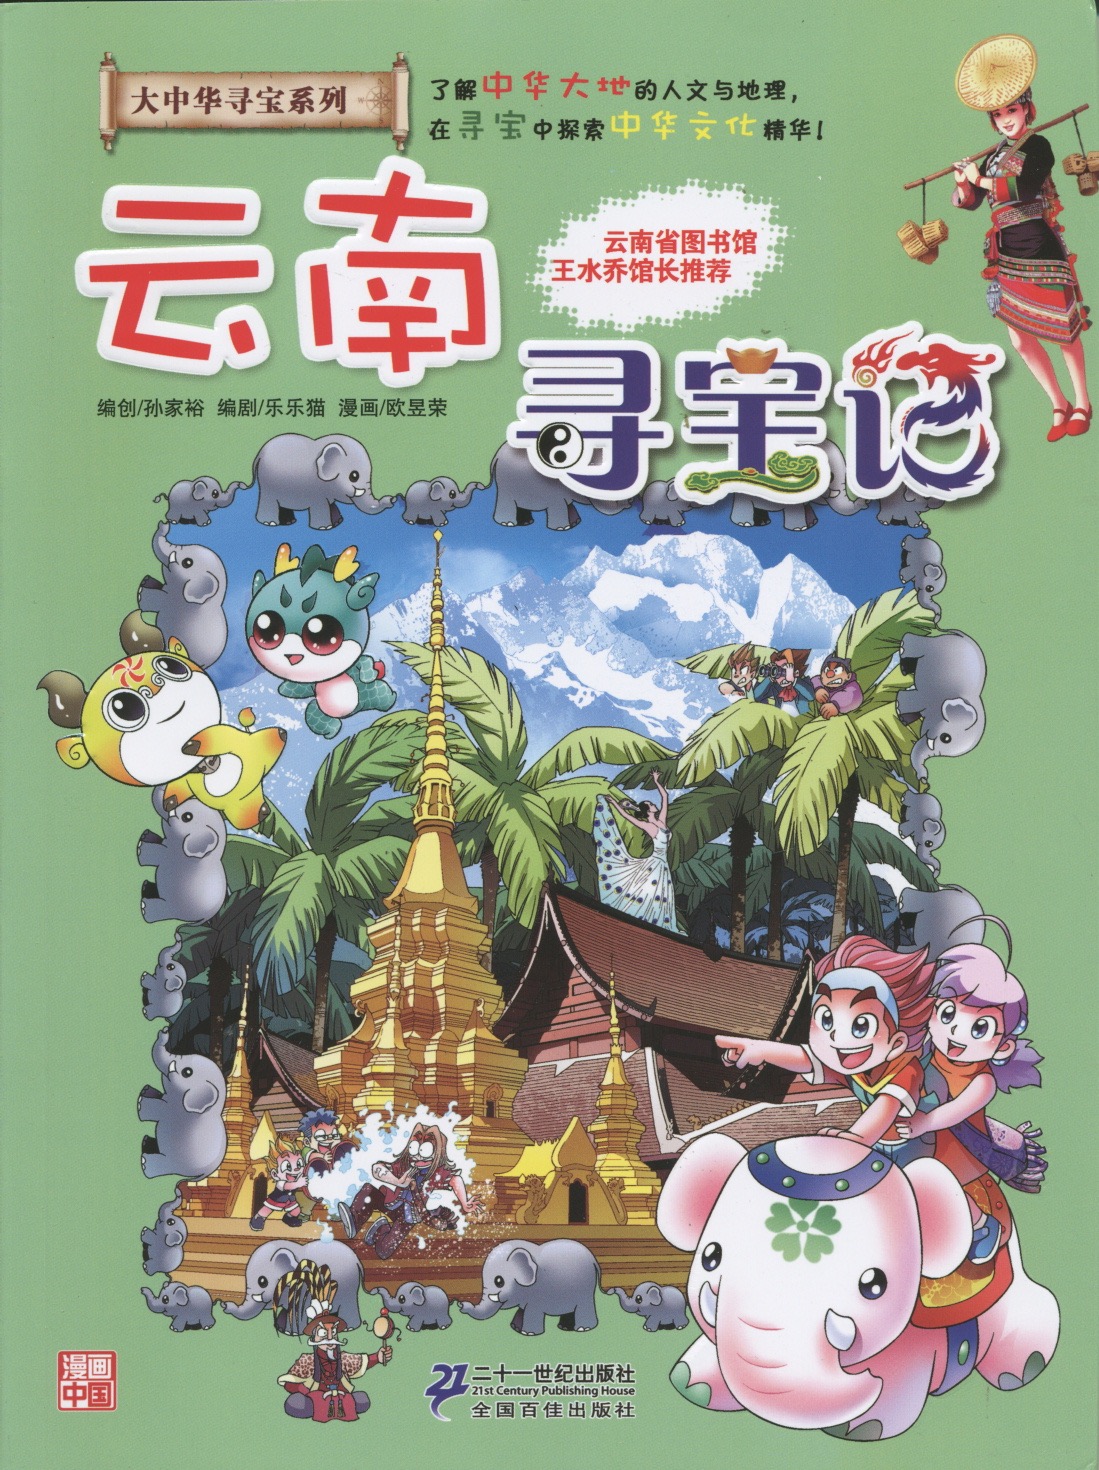 大中华寻宝系列
了解中华大地的人文与地理，
在寻宝中探索中华文化精华！
云南
云南省图书馆
王水乔馆长推荐
寻宝记
编创/孙家裕 编剧/乐乐猫 漫画/欧昱荣
漫画
中国
21
二十一世纪出版社
21st Century Publishing House
全国百佳出版社